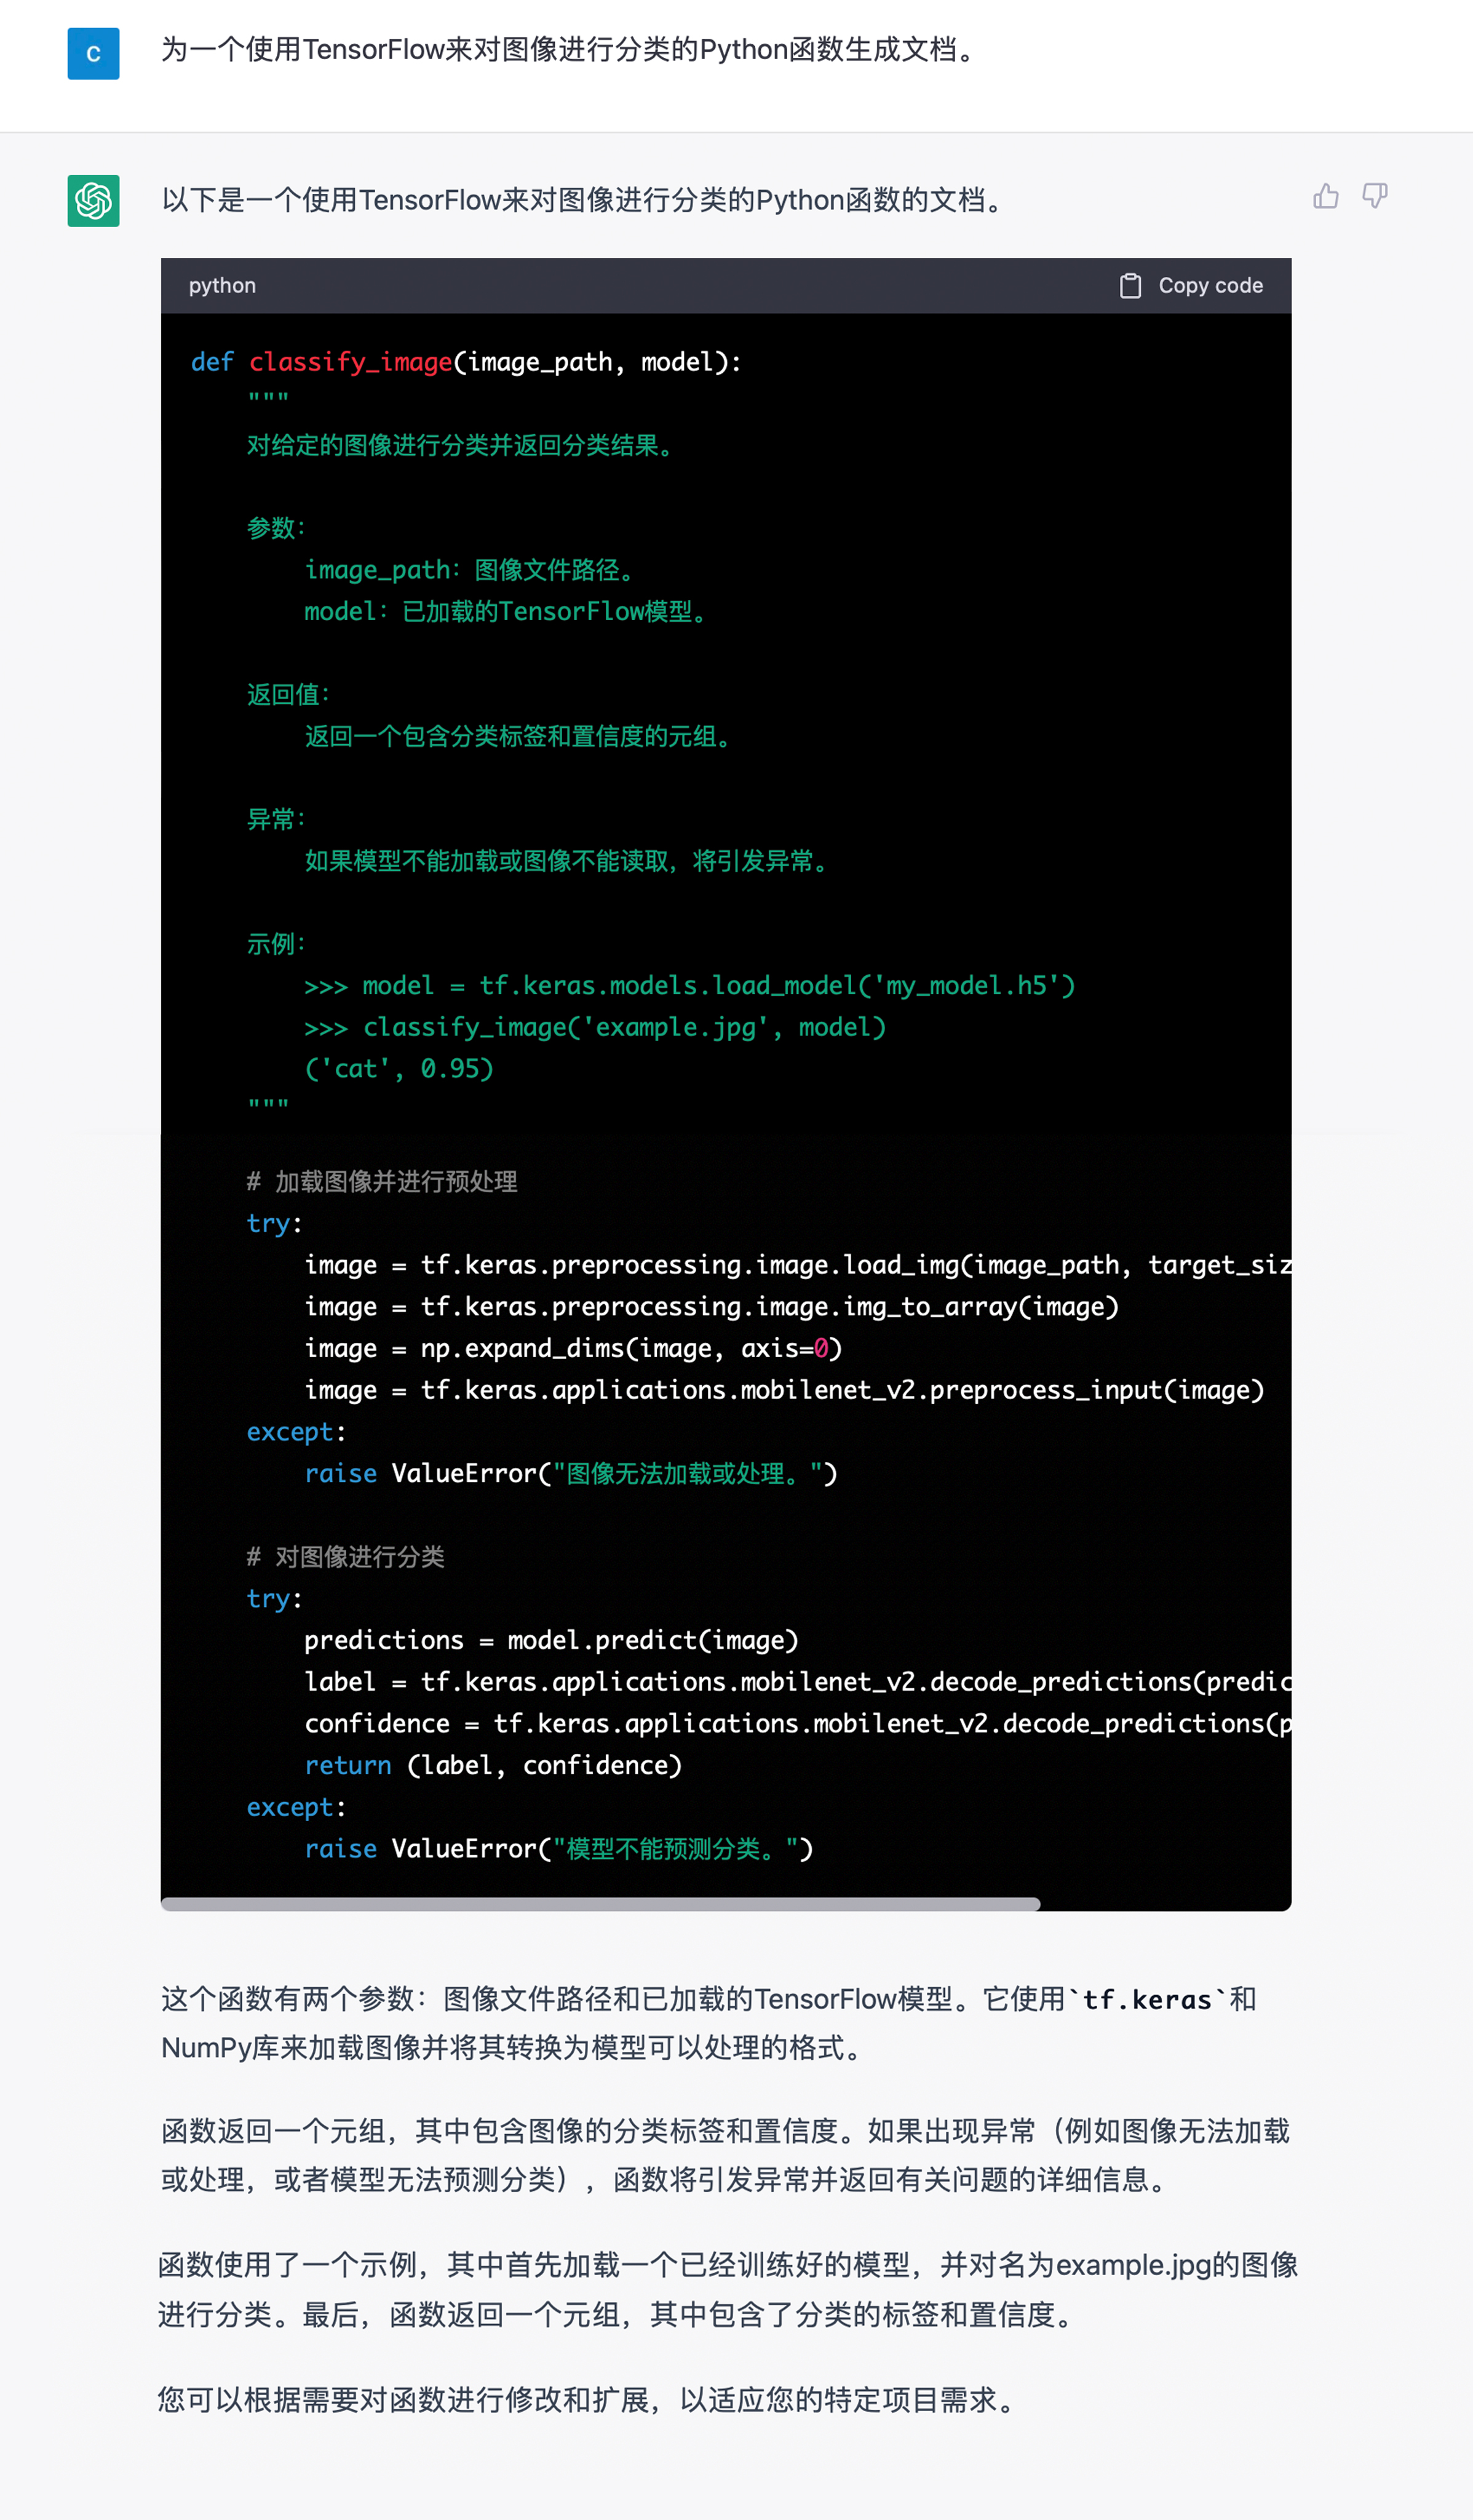 C
为一个使用TensorFlow来对图像进行分类的Python函数生成文档。
以下是一个使用TensorFlow来对图像进行分类的Python函数的文档。
python
Copy code
def classify_image(image_path, model):
    """
    对给定的图像进行分类并返回分类结果。
    参数：
        image_path：图像文件路径。
        model：已加载的TensorFlow模型。
    返回值：
        返回一个包含分类标签和置信度的元组。
    异常：
        如果模型不能加载或图像不能读取，将引发异常。
    示例：
        >>> model = tf.keras.models.load_model('my_model.h5')
        >>> classify_image('example.jpg', model)
        ('cat', 0.95)
    """
    # 加载图像并进行预处理
    try:
        image = tf.keras.preprocessing.image.load_img(image_path, target_siz
        image = tf.keras.preprocessing.image.img_to_array(image)
        image = np.expand_dims(image, axis=0)
        image = tf.keras.applications.mobilenet_v2.preprocess_input(image)
    except:
        raise ValueError("图像无法加载或处理。")
    # 对图像进行分类
    try:
        predictions = model.predict(image)
        label = tf.keras.applications.mobilenet_v2.decode_predictions(predic
        confidence = tf.keras.applications.mobilenet_v2.decode_predictions(p
        return (label, confidence)
    except:
        raise ValueError("模型不能预测分类。")
这个函数有两个参数：图像文件路径和已加载的TensorFlow模型。它使用`tf.keras`和
NumPy库来加载图像并将其转换为模型可以处理的格式。
函数返回一个元组，其中包含图像的分类标签和置信度。如果出现异常（例如图像无法加载
或处理，或者模型无法预测分类），函数将引发异常并返回有关问题的详细信息。
函数使用了一个示例，其中首先加载一个已经训练好的模型，并对名为example.jpg的图像
进行分类。最后，函数返回一个元组，其中包含了分类的标签和置信度。
您可以根据需要对函数进行修改和扩展，以适应您的特定项目需求。